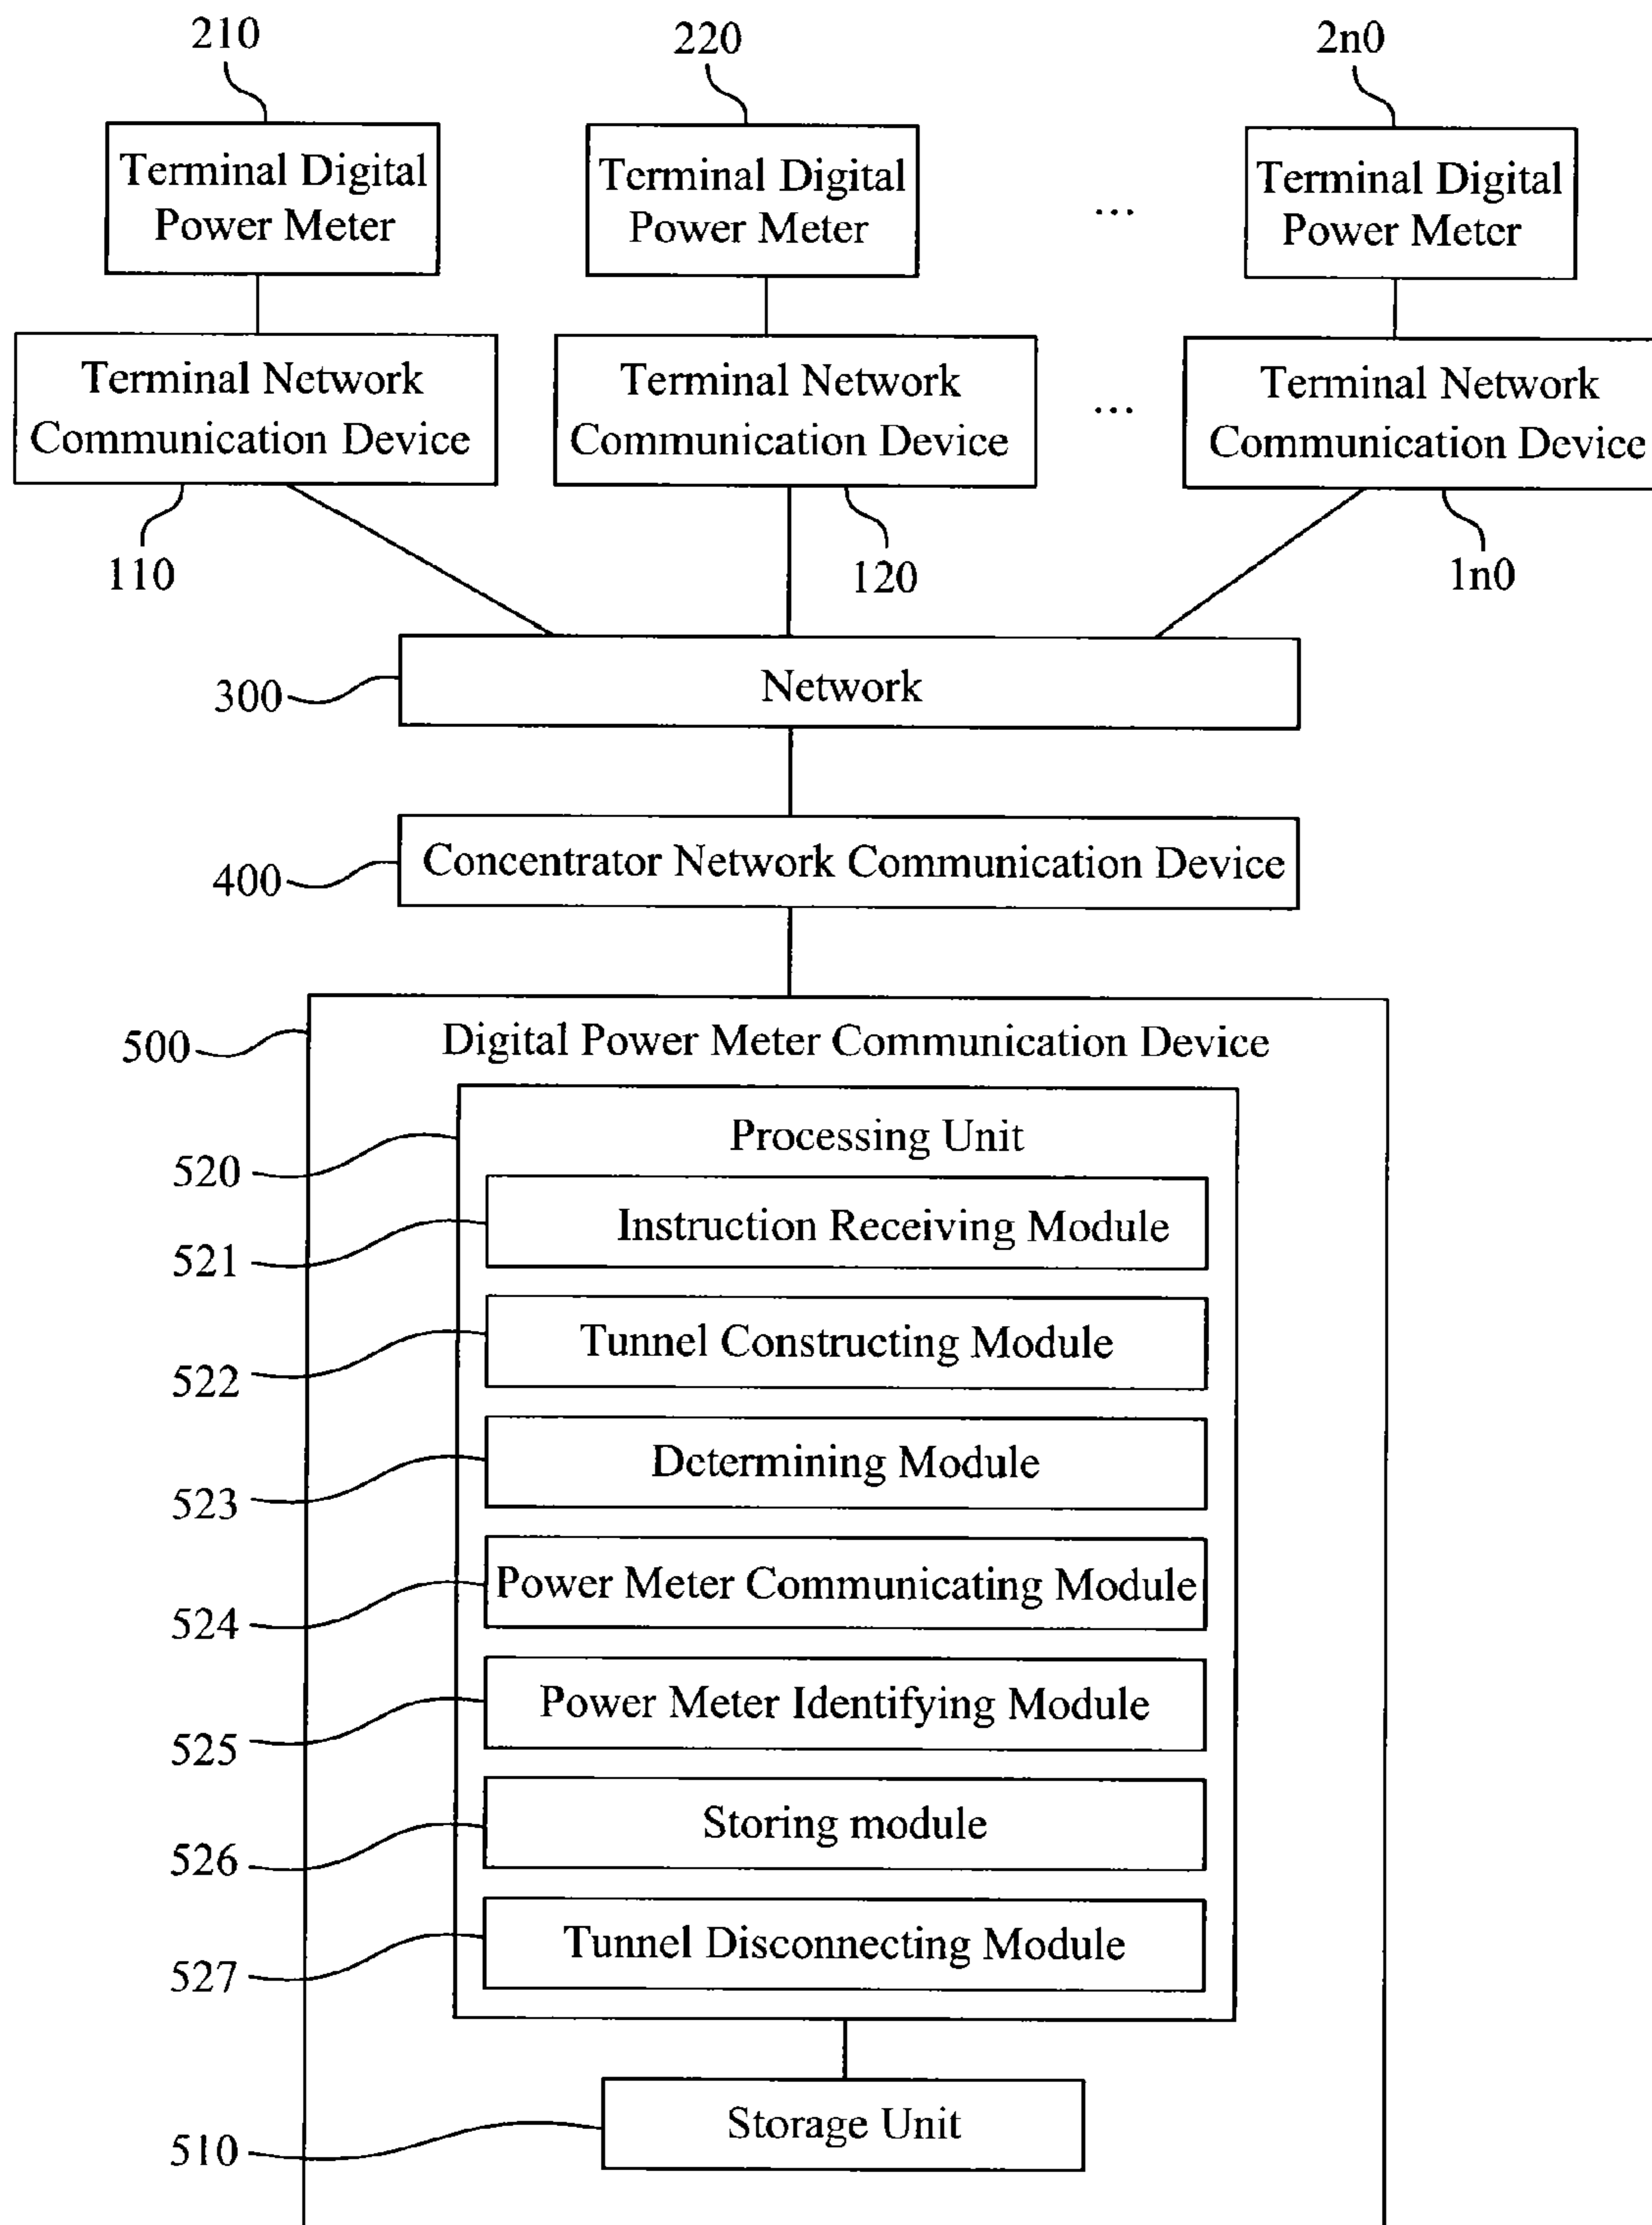 210
220
2n0
Terminal Digital
Power Meter
Terminal Digital
Power Meter
...
Terminal Digital
Power Meter
Terminal Network
Communication Device
Terminal Network
Communication Device
...
Terminal Network
Communication Device
110
120
1n0
300
Network
400
Concentrator Network Communication Device
500
Digital Power Meter Communication Device
520
Processing Unit
521
Instruction Receiving Module
522
Tunnel Constructing Module
523
Determining Module
524
Power Meter Communicating Module
525
Power Meter Identifying Module
526
Storing module
527
Tunnel Disconnecting Module
510
Storage Unit